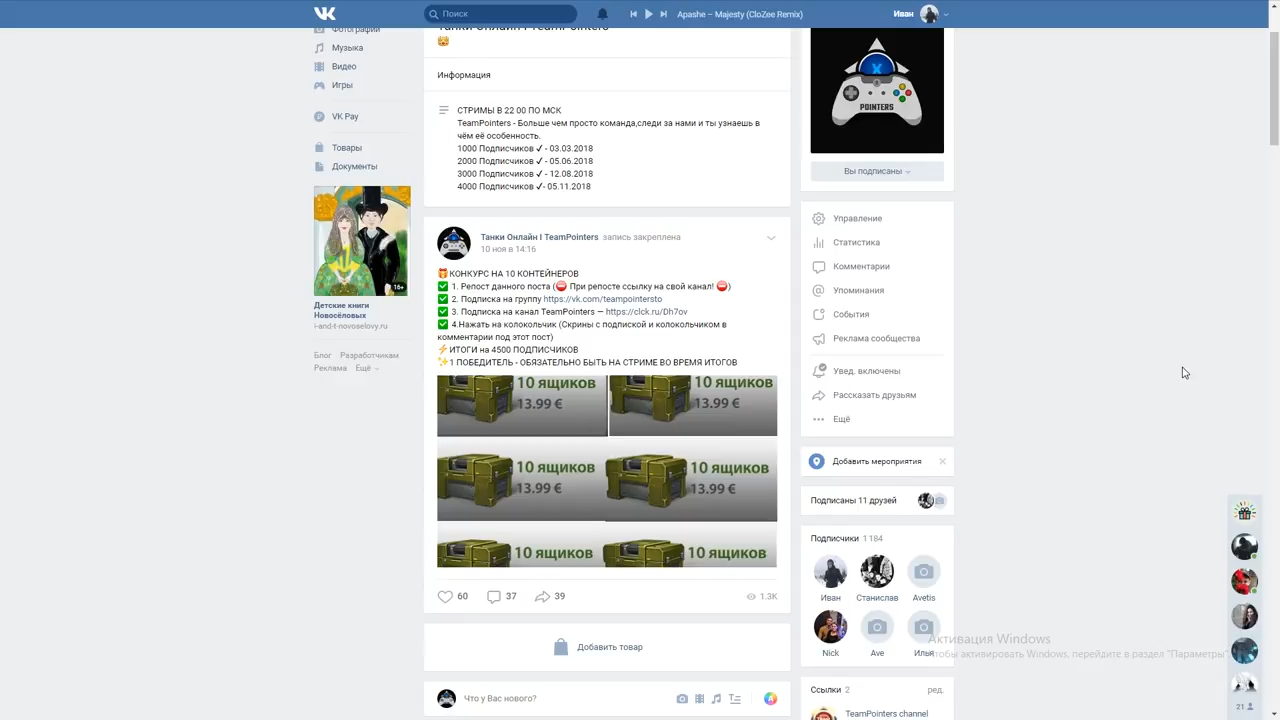 Поиск
Apashe – Majesty (CloZee Remix)
Иван
Фотографии
Музыка
Видео
Игры
VK Pay
Товары
Документы
16+
Детские книги
Новосёловых
i-and-t-novoselovy.ru
Блог Разработчикам
Реклама Ещё
Танки Онлайн I TeamPointers
Информация
СТРИМЫ В 22 00 ПО МСК
TeamPointers - Больше чем просто команда,следи за нами и ты узнаешь в
чём её особенность.
1000 Подписчиков ✓ - 03.03.2018
2000 Подписчиков ✓ - 05.06.2018
3000 Подписчиков ✓ - 12.08.2018
4000 Подписчиков ✓- 05.11.2018
Танки Онлайн I TeamPointers запись закреплена
10 ноя в 14:16
🎁КОНКУРС НА 10 КОНТЕЙНЕРОВ
✅ 1. Репост данного поста (⛔ При репосте ссылку на свой канал! ⛔)
✅ 2. Подписка на группу https://vk.com/teampointersto
✅ 3. Подписка на канал TeamPointers — https://clck.ru/Dh7ov
✅ 4.Нажать на колокольчик (Скрины с подпиской и колокольчиком в
комментарии под этот пост)
⚡ИТОГИ на 4500 ПОДПИСЧИКОВ
✨1 ПОБЕДИТЕЛЬ - ОБЯЗАТЕЛЬНО БЫТЬ НА СТРИМЕ ВО ВРЕМЯ ИТОГОВ
10 ящиков
13.99 €
10 ящиков
13.99 €
10 ящиков
13.99 €
10 ящиков
13.99 €
10 ящиков
10 ящиков
60 37 39 1.3K
Добавить товар
Что у Вас нового?
X
POINTERS
Вы подписаны
Управление
Статистика
Комментарии
Упоминания
События
Реклама сообщества
Увед. включены
Рассказать друзьям
Ещё
Добавить мероприятия
Подписаны 11 друзей
Подписчики 1 184
Иван Станислав Avetis
Nick Ave Илья
Ссылки 2 ред.
TeamPointers channel
Активация Windows
Чтобы активировать Windows, перейдите в раздел "Параметры"
21